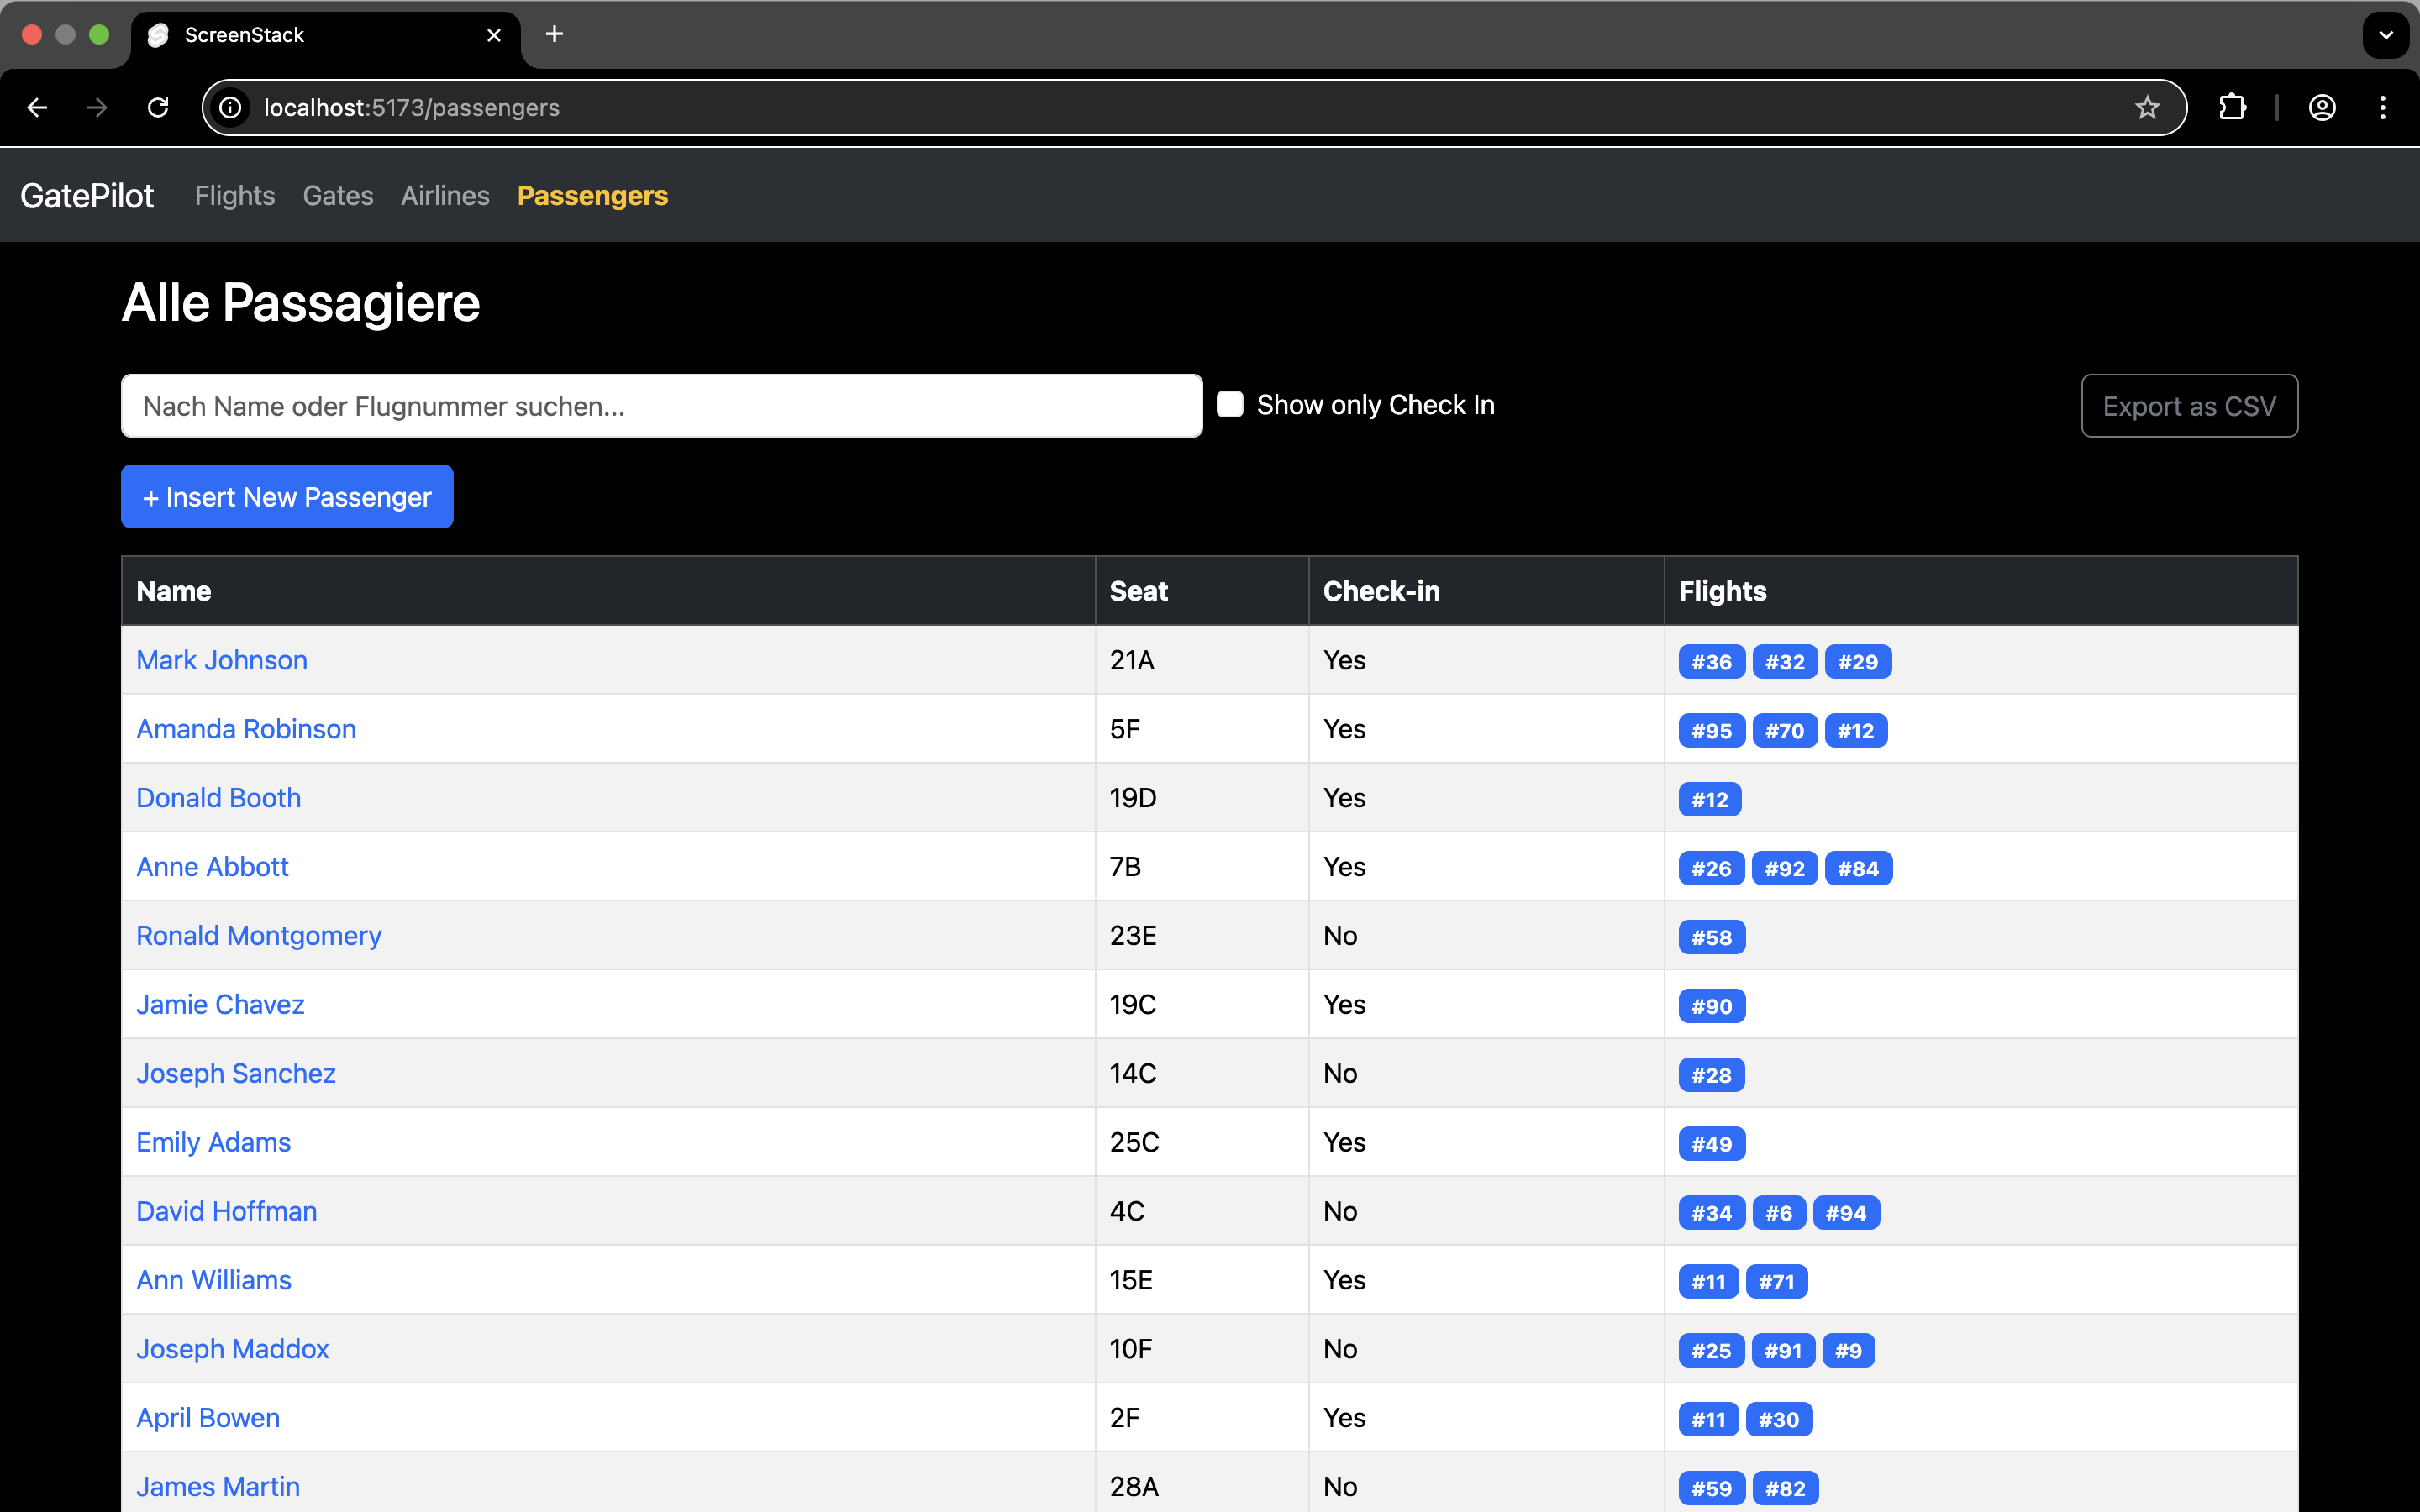 ScreenStack
localhost:5173/passengers
GatePilot Flights Gates Airlines Passengers
Alle Passagiere
Nach Name oder Flugnummer suchen... Show only Check In Export as CSV
+ Insert New Passenger
Name Seat Check-in Flights
Mark Johnson 21A Yes #36 #32 #29
Amanda Robinson 5F Yes #95 #70 #12
Donald Booth 19D Yes #12
Anne Abbott 7B Yes #26 #92 #84
Ronald Montgomery 23E No #58
Jamie Chavez 19C Yes #90
Joseph Sanchez 14C No #28
Emily Adams 25C Yes #49
David Hoffman 4C No #34 #6 #94
Ann Williams 15E Yes #11 #71
Joseph Maddox 10F No #25 #91 #9
April Bowen 2F Yes #11 #30
James Martin 28A No #59 #82